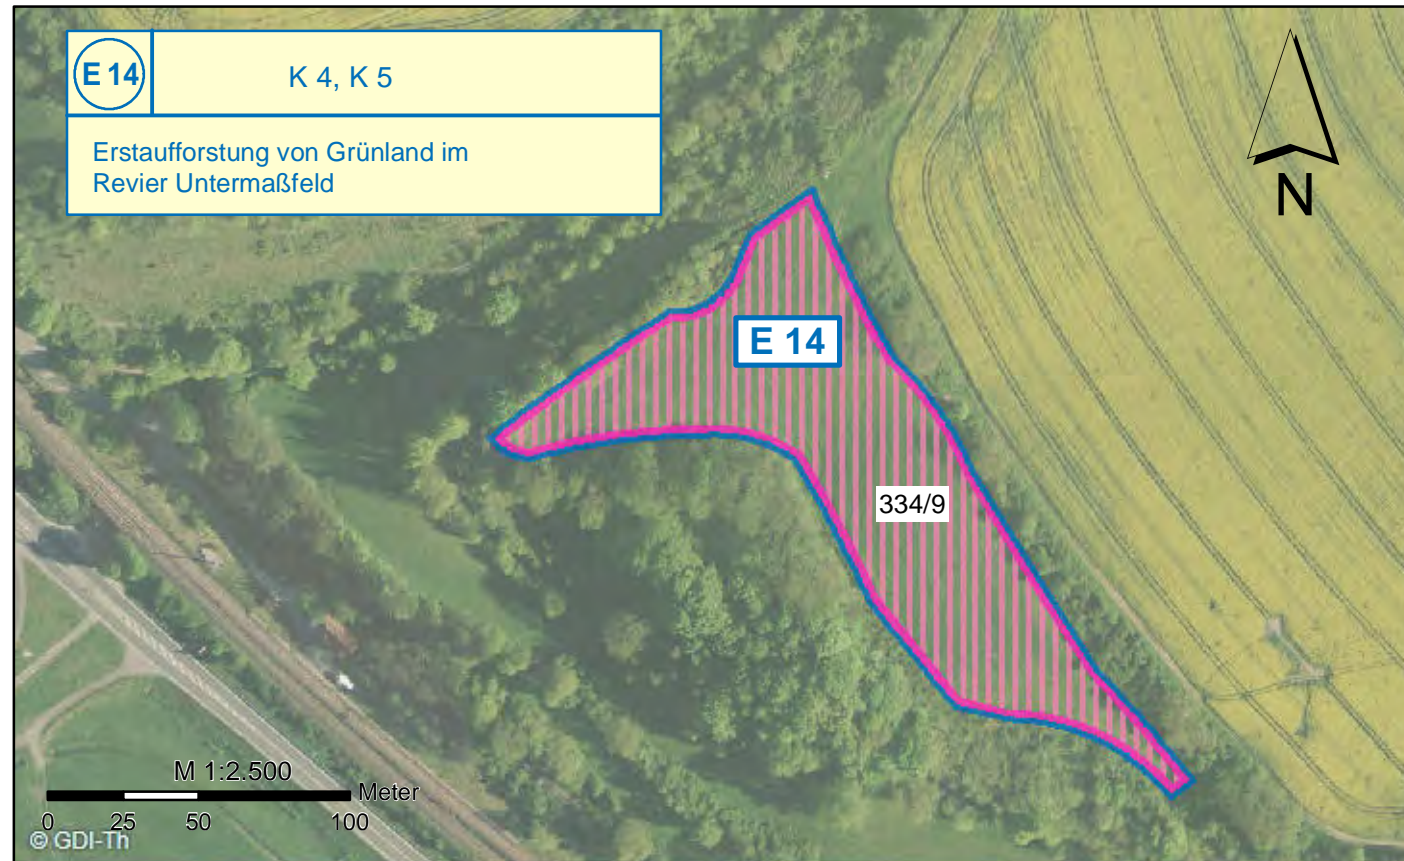 E 14
K 4, K 5
Erstaufforstung von Grünland im
Revier Untermaßfeld
N
E 14
334/9
M 1:2.500
Meter
0 25 50 100
© GDI-Th